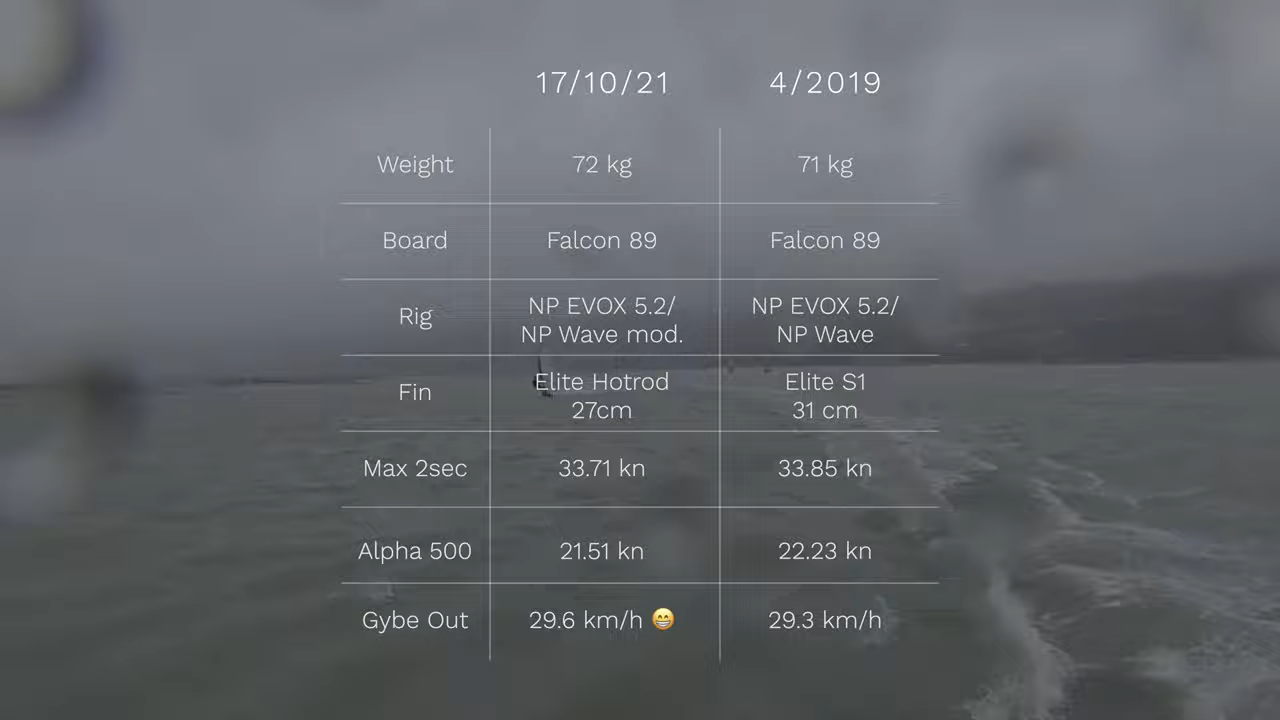 17/10/21 4/2019
Weight 72 kg 71 kg
Board Falcon 89 Falcon 89
Rig NP EVOX 5.2/ NP EVOX 5.2/
NP Wave mod. NP Wave
Fin Elite Hotrod Elite S1
27cm 31 cm
Max 2sec 33.71 kn 33.85 kn
Alpha 500 21.51 kn 22.23 kn
Gybe Out 29.6 km/h 😁 29.3 km/h